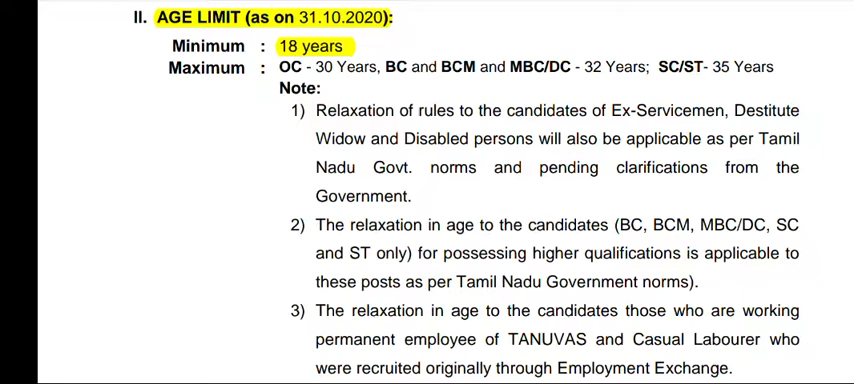 II. AGE LIMIT (as on 31.10.2020):
Minimum : 18 years
Maximum : OC - 30 Years, BC and BCM and MBC/DC - 32 Years; SC/ST- 35 Years
Note:
1) Relaxation of rules to the candidates of Ex-Servicemen, Destitute
Widow and Disabled persons will also be applicable as per Tamil
Nadu Govt. norms and pending clarifications from the
Government.
2) The relaxation in age to the candidates (BC, BCM, MBC/DC, SC
and ST only) for possessing higher qualifications is applicable to
these posts as per Tamil Nadu Government norms).
3) The relaxation in age to the candidates those who are working
permanent employee of TANUVAS and Casual Labourer who
were recruited originally through Employment Exchange.